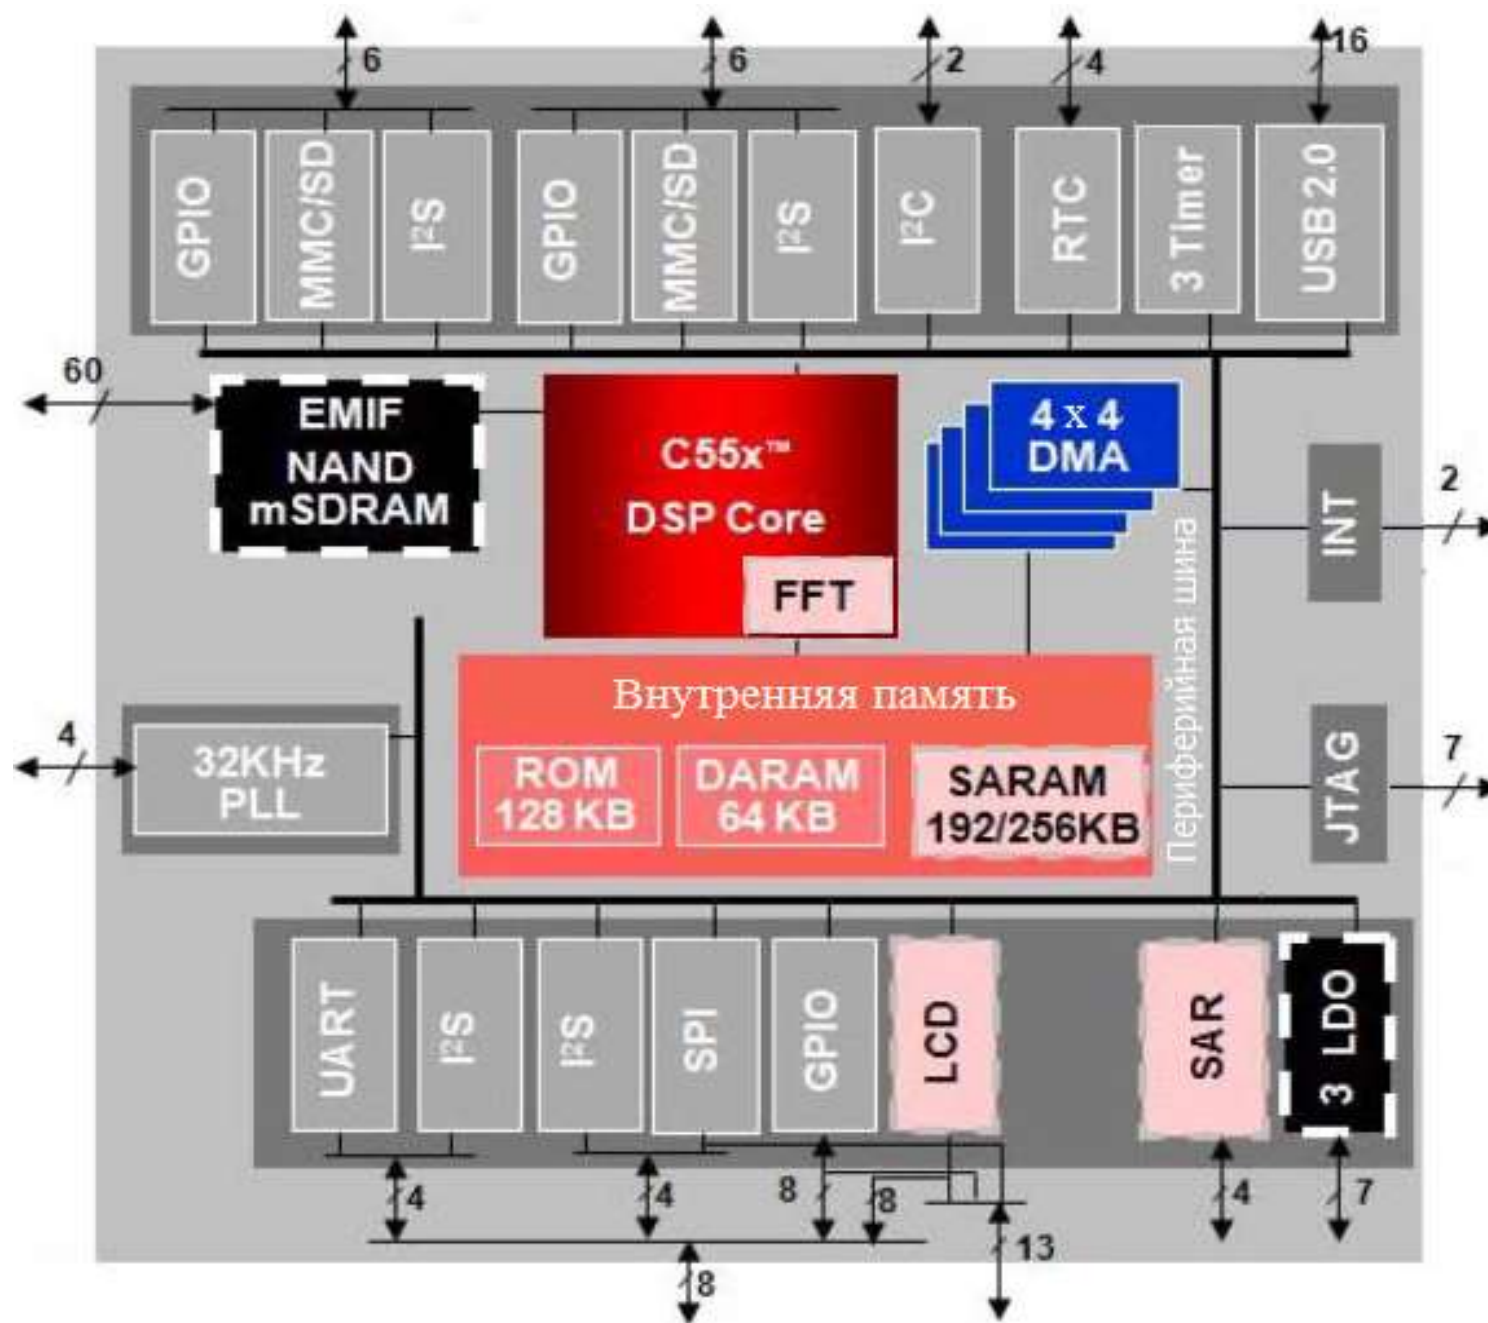 6
6
2
4
16
GPIO
MMC/SD
I²S
GPIO
MMC/SD
I²S
I²C
RTC
3 Timer
USB 2.0
60
EMIF
NAND
mSDRAM
C55x™
DSP Core
FFT
4 x 4
DMA
Периферийная шина
INT
2
Внутренняя память
ROM
128 KB
DARAM
64 KB
SARAM
192/256KB
4
32KHz
PLL
JTAG
7
UART
I²S
I²S
SPI
GPIO
LCD
SAR
3 LDO
4
4
8
8
4
7
13
8